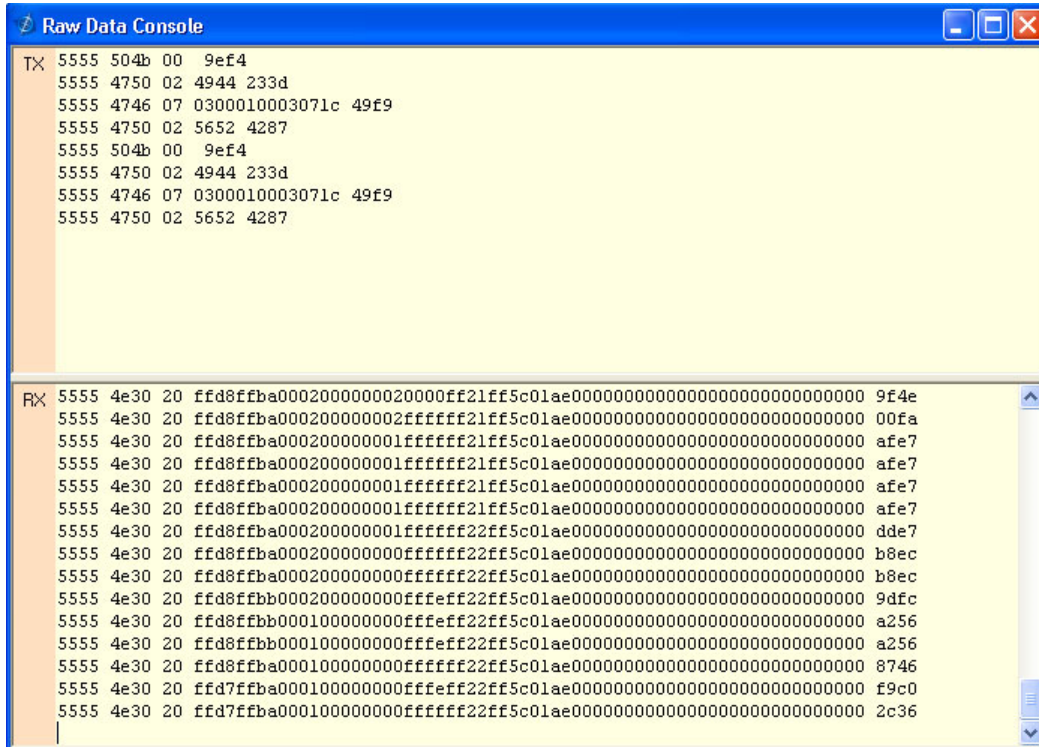 Raw Data Console
TX 5555 504b 00 9ef4
5555 4750 02 4944 233d
5555 4746 07 0300010003071c 49f9
5555 4750 02 5652 4287
5555 504b 00 9ef4
5555 4750 02 4944 233d
5555 4746 07 0300010003071c 49f9
5555 4750 02 5652 4287
RX 5555 4e30 20 ffd8ffba0002000000020000ff21ff5c01ae0000000000000000000000000000 9f4e
5555 4e30 20 ffd8ffba000200000002ffffff21ff5c01ae0000000000000000000000000000 00fa
5555 4e30 20 ffd8ffba000200000001ffffff21ff5c01ae0000000000000000000000000000 afe7
5555 4e30 20 ffd8ffba000200000001ffffff21ff5c01ae0000000000000000000000000000 afe7
5555 4e30 20 ffd8ffba000200000001ffffff21ff5c01ae0000000000000000000000000000 afe7
5555 4e30 20 ffd8ffba000200000001ffffff21ff5c01ae0000000000000000000000000000 afe7
5555 4e30 20 ffd8ffba000200000001ffffff22ff5c01ae0000000000000000000000000000 dde7
5555 4e30 20 ffd8ffba000200000000ffffff22ff5c01ae0000000000000000000000000000 b8ec
5555 4e30 20 ffd8ffba000200000000ffffff22ff5c01ae0000000000000000000000000000 b8ec
5555 4e30 20 ffd8ffbb000200000000fffeff22ff5c01ae0000000000000000000000000000 9dfc
5555 4e30 20 ffd8ffbb000100000000fffeff22ff5c01ae0000000000000000000000000000 a256
5555 4e30 20 ffd8ffbb000100000000fffeff22ff5c01ae0000000000000000000000000000 a256
5555 4e30 20 ffd8ffba000100000000ffffff22ff5c01ae0000000000000000000000000000 8746
5555 4e30 20 ffd7ffba000100000000fffeff22ff5c01ae0000000000000000000000000000 f9c0
5555 4e30 20 ffd7ffba000100000000ffffff22ff5c01ae0000000000000000000000000000 2c36